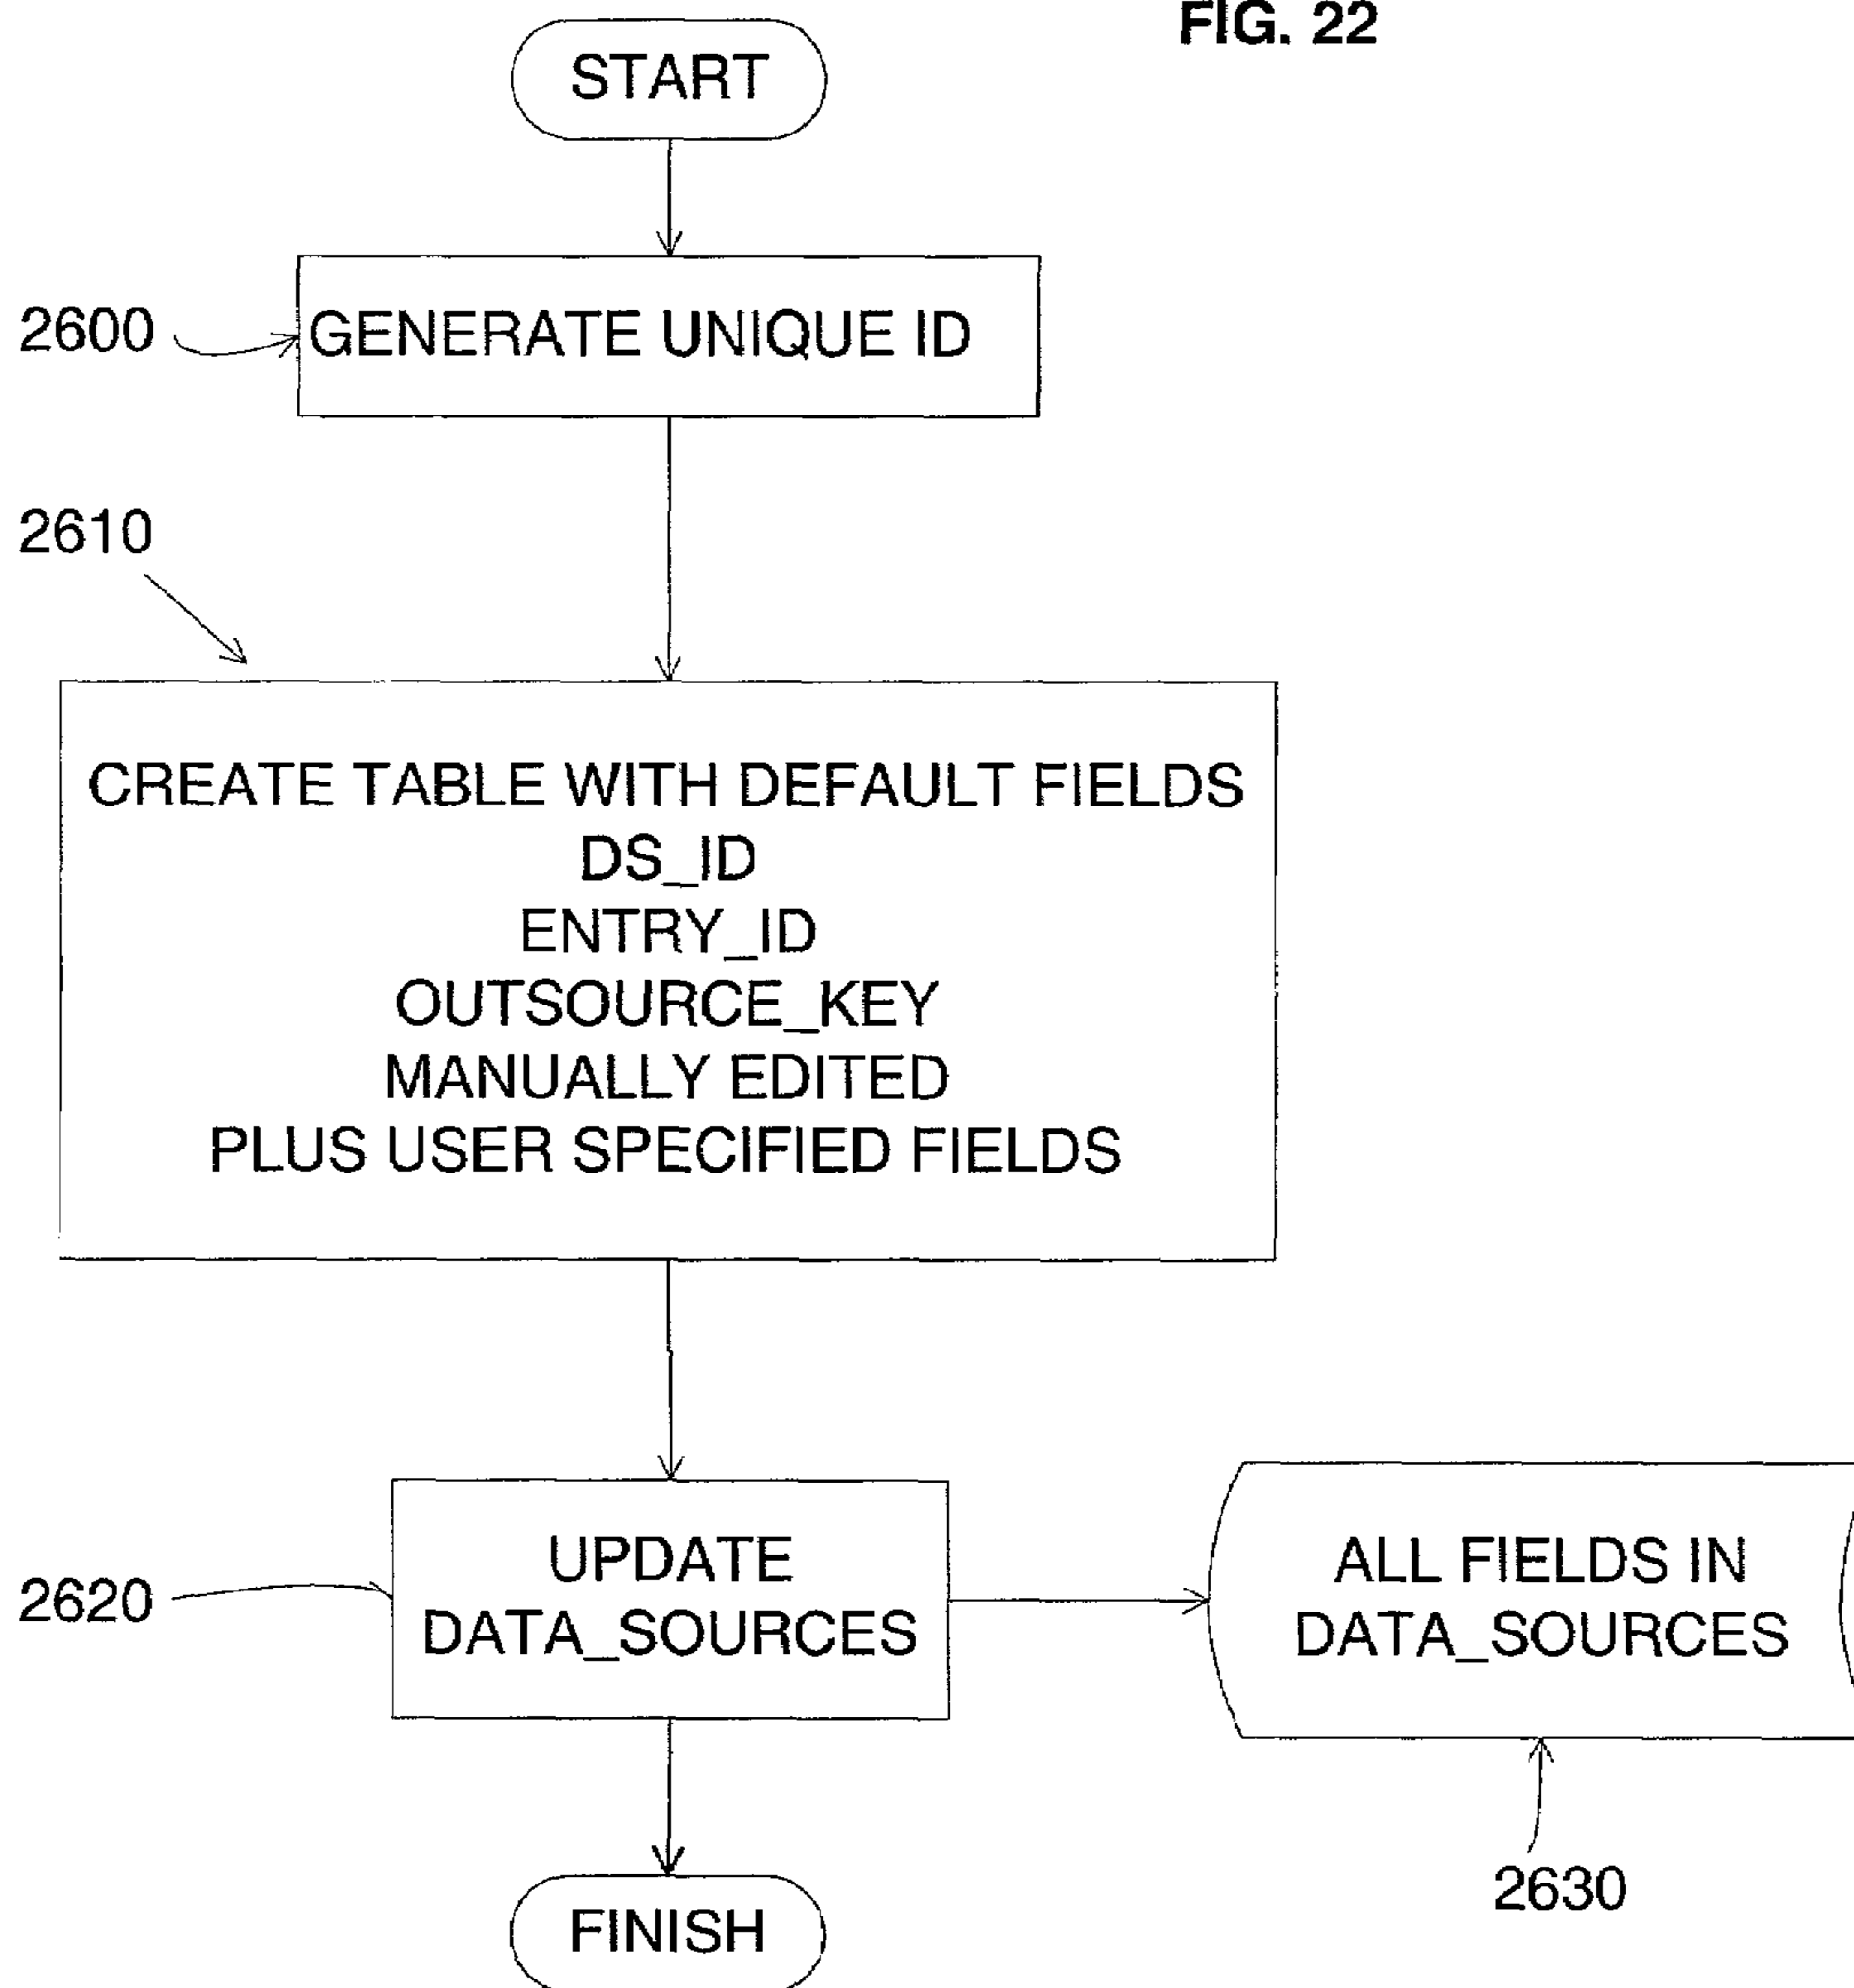 FIG. 22
START
2600
GENERATE UNIQUE ID
2610
CREATE TABLE WITH DEFAULT FIELDS
DS_ID
ENTRY_ID
OUTSOURCE_KEY
MANUALLY EDITED
PLUS USER SPECIFIED FIELDS
2620
UPDATE
DATA_SOURCES
ALL FIELDS IN
DATA_SOURCES
2630
FINISH